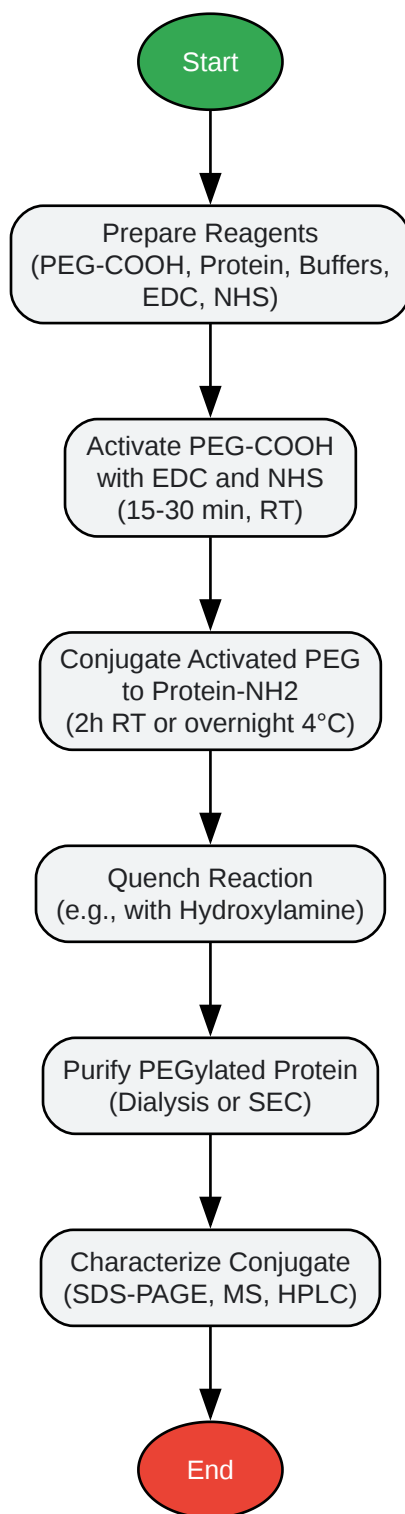 Start
Prepare Reagents
(PEG-COOH, Protein, Buffers,
EDC, NHS)
Activate PEG-COOH
with EDC and NHS
(15-30 min, RT)
Conjugate Activated PEG
to Protein-NH2
(2h RT or overnight 4°C)
Quench Reaction
(e.g., with Hydroxylamine)
Purify PEGylated Protein
(Dialysis or SEC)
Characterize Conjugate
(SDS-PAGE, MS, HPLC)
End